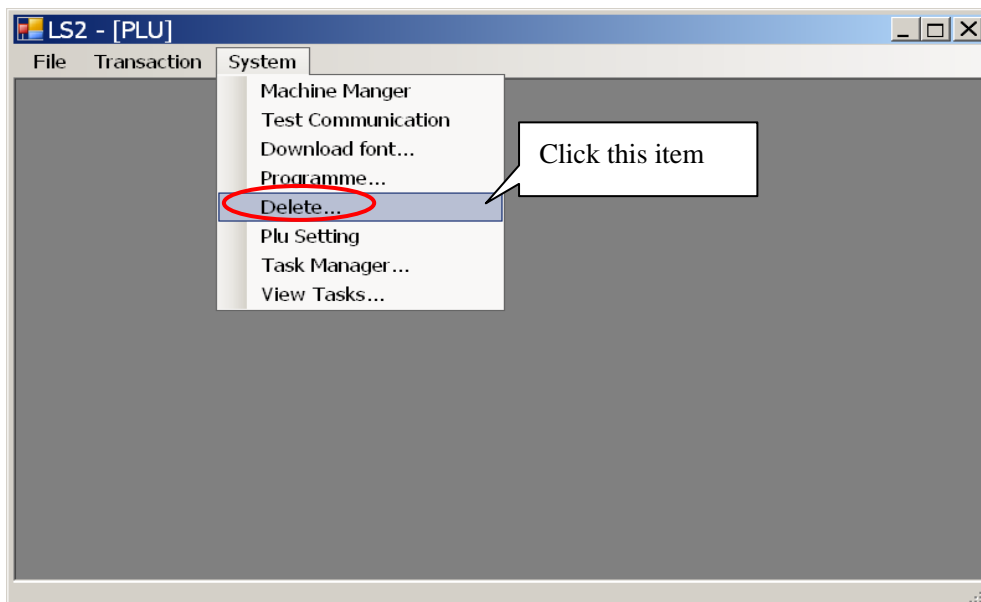 LS2 - [PLU]
File Transaction System
Machine Manger
Test Communication
Download font...
Programme...
Delete...
Plu Setting
Task Manager...
View Tasks...
Click this item